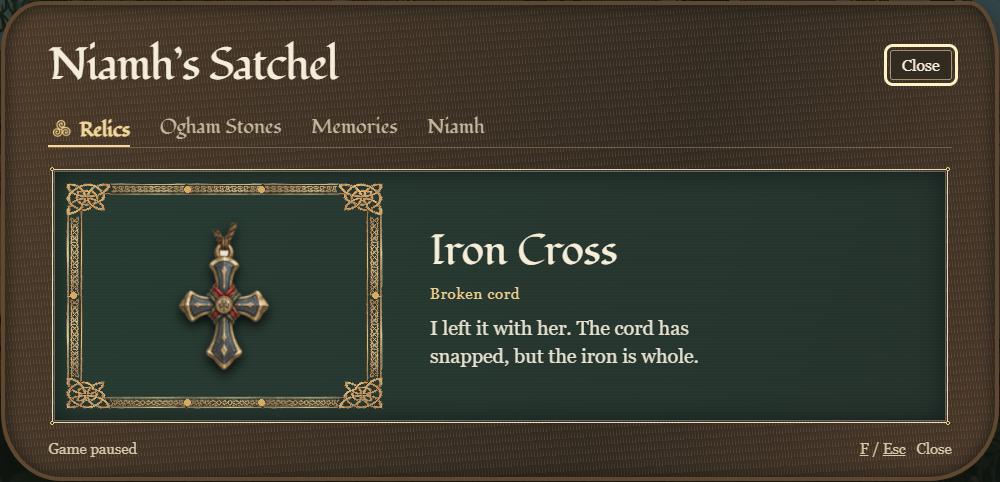 Niamh's Satchel
Close
Relics
Ogham Stones
Memories
Niamh
Iron Cross
Broken cord
I left it with her. The cord has
snapped, but the iron is whole.
Game paused
F / Esc Close